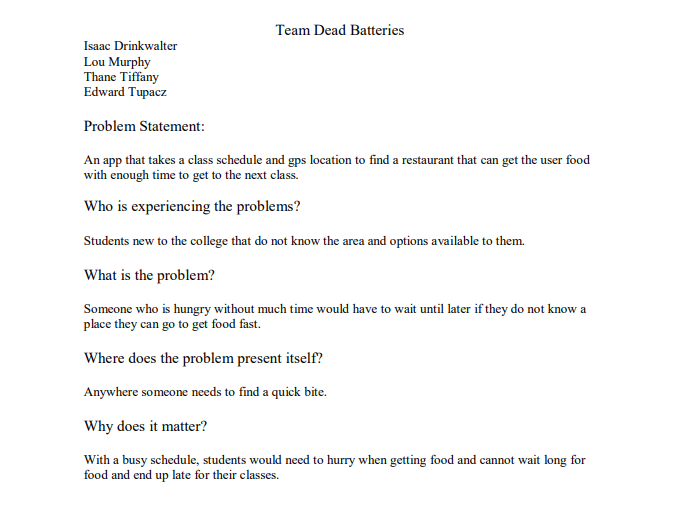 Team Dead Batteries
Isaac Drinkwalter
Lou Murphy
Thane Tiffany
Edward Tupacz
Problem Statement:
An app that takes a class schedule and gps location to find a restaurant that can get the user food
with enough time to get to the next class.
Who is experiencing the problems?
Students new to the college that do not know the area and options available to them.
What is the problem?
Someone who is hungry without much time would have to wait until later if they do not know a
place they can go to get food fast.
Where does the problem present itself?
Anywhere someone needs to find a quick bite.
Why does it matter?
With a busy schedule, students would need to hurry when getting food and cannot wait long for
food and end up late for their classes.